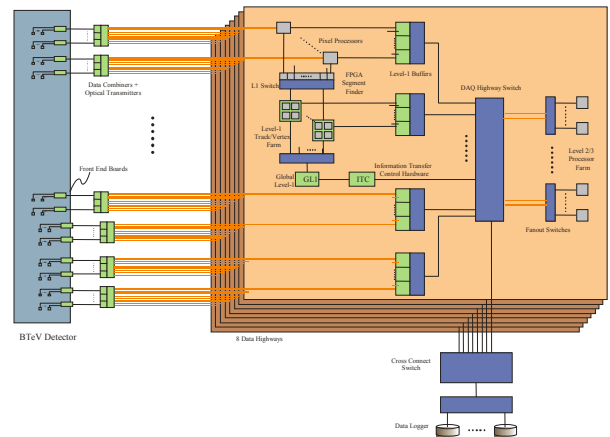 Pixel Processors
Data Combiners +
Optical Transmitters
L1 Switch
FPGA
Segment
Finder
Level-1 Buffers
DAQ Highway Switch
Level-1
Track/Vertex
Farm
Front End Boards
Global
Level-1
GL1
Information Transfer
Control Hardware
ITC
Level 2/3
Processor
Farm
Fanout Switches
BTeV Detector
8 Data Highways
Cross Connect
Switch
Data Logger